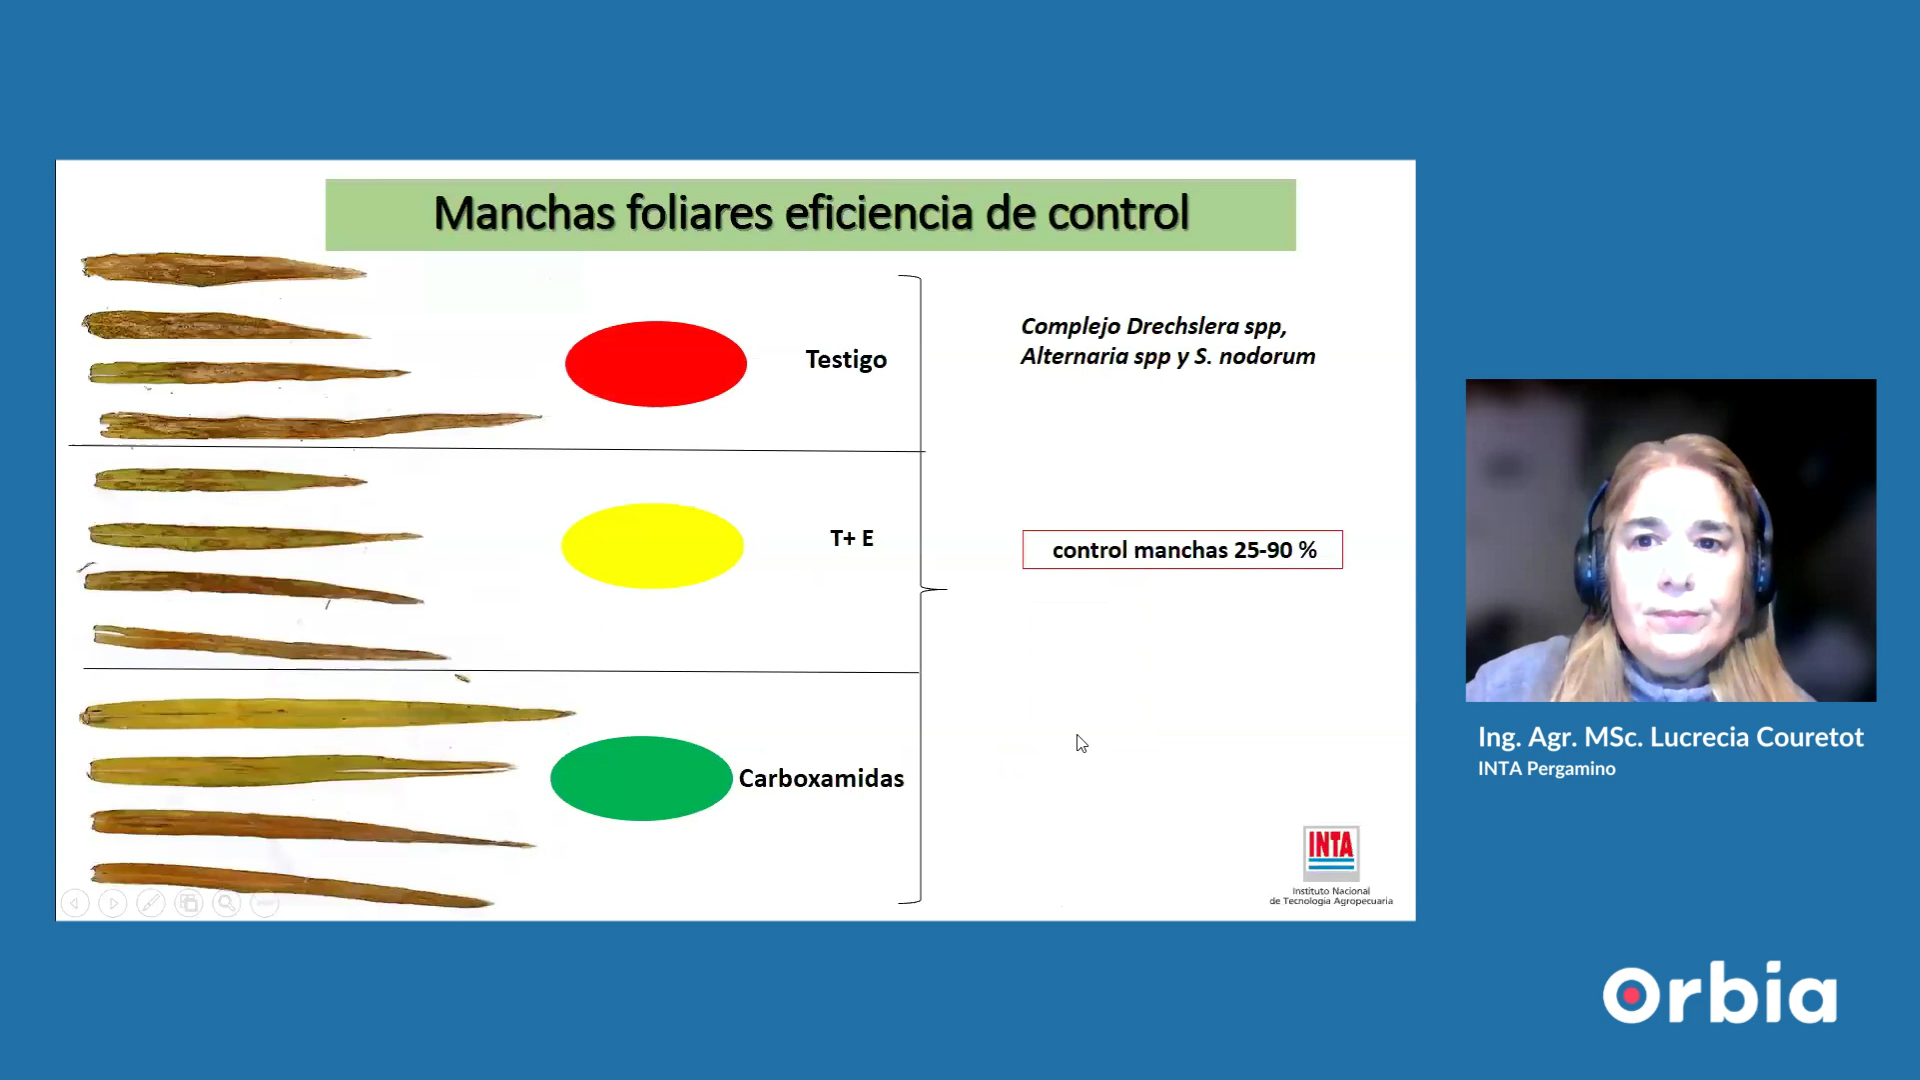 Manchas foliares eficiencia de control
Testigo
Complejo Drechslera spp,
Alternaria spp y S. nodorum
T+ E
control manchas 25-90 %
Carboxamidas
INTA
Instituto Nacional
de Tecnología Agropecuaria
Ing. Agr. MSc. Lucrecia Couretot
INTA Pergamino
Orbia